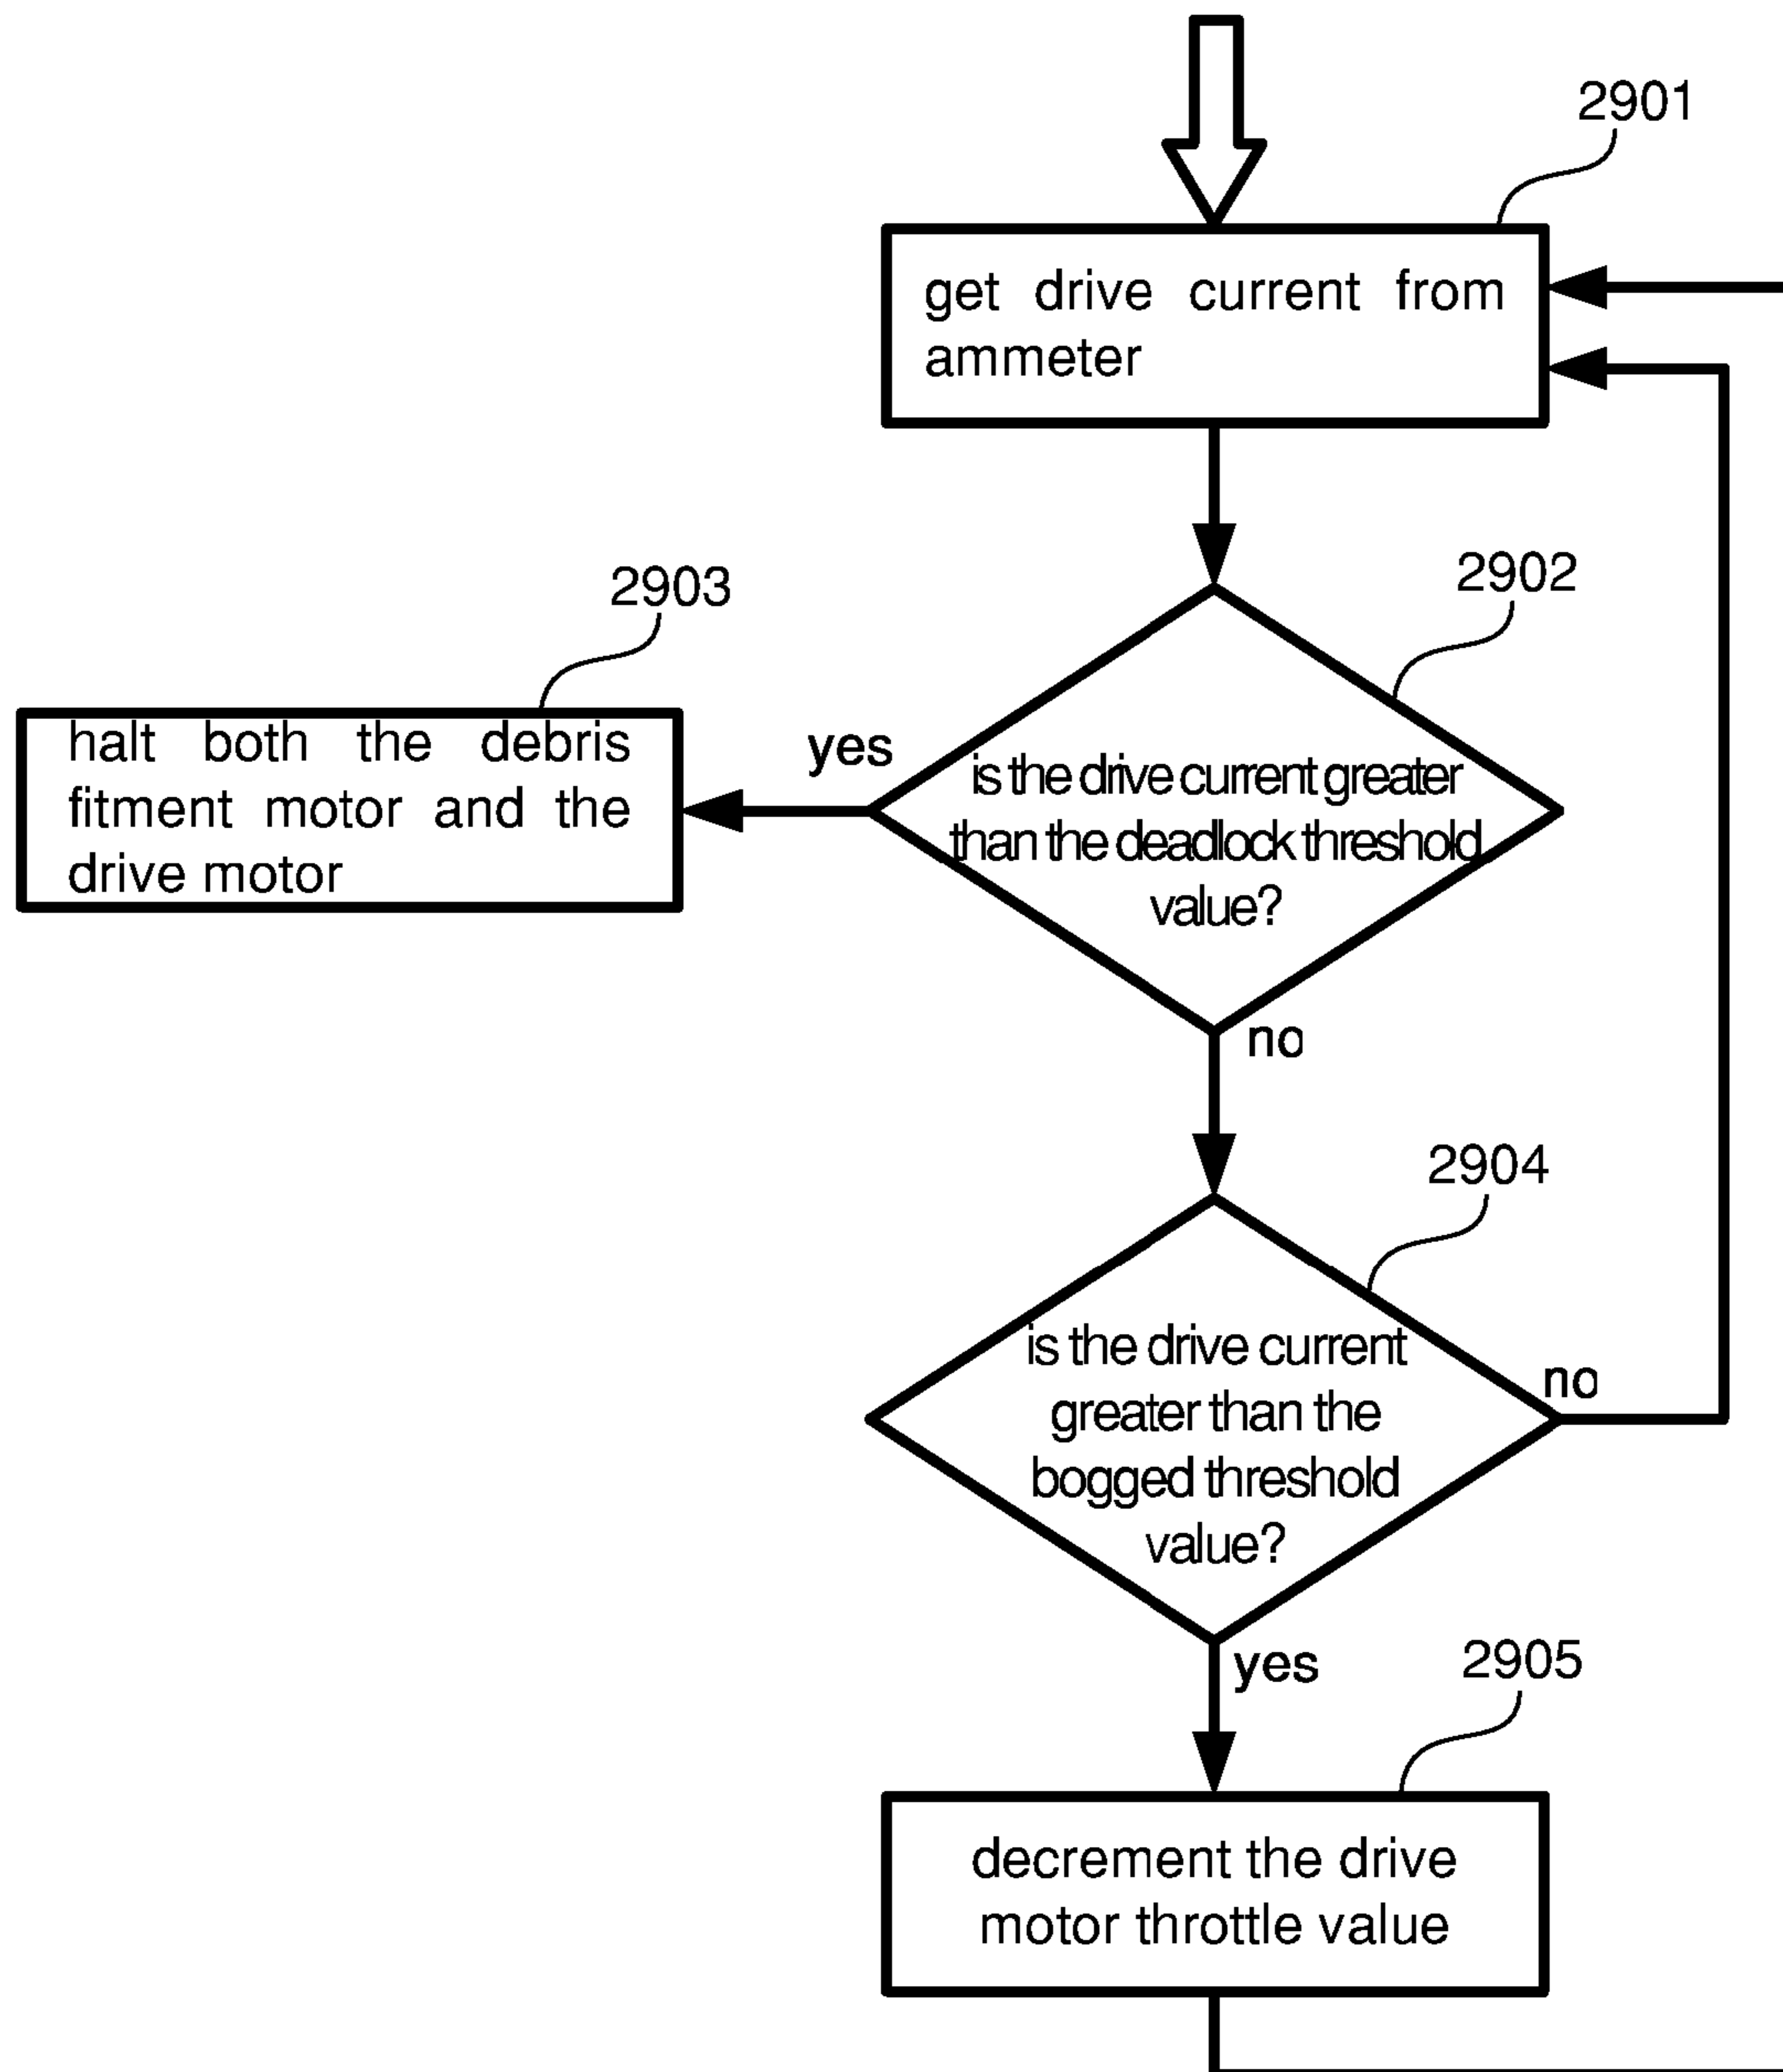 2901
get drive current from
ammeter
2902
2903
yes
halt both the debris
fitment motor and the
drive motor
is the drive current greater
than the deadlock threshold
value?
no
2904
is the drive current
greater than the
bogged threshold
value?
no
yes
2905
decrement the drive
motor throttle value